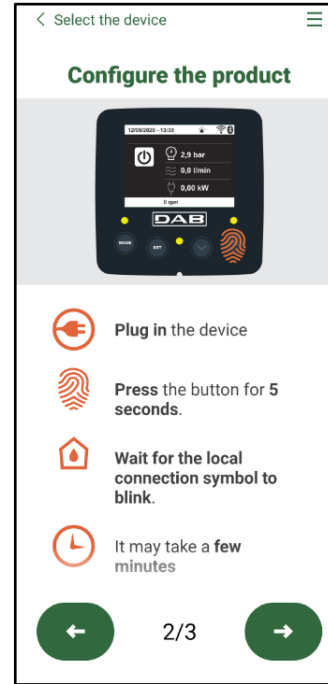 < Select the device
Configure the product
12/09/2020 - 13:30
2,9 bar
0,0 l/min
0,00 kW
0 rpm
DAB
MODE
SET
Plug in the device
Press the button for 5
seconds.
Wait for the local
connection symbol to
blink.
It may take a few
minutes
2/3